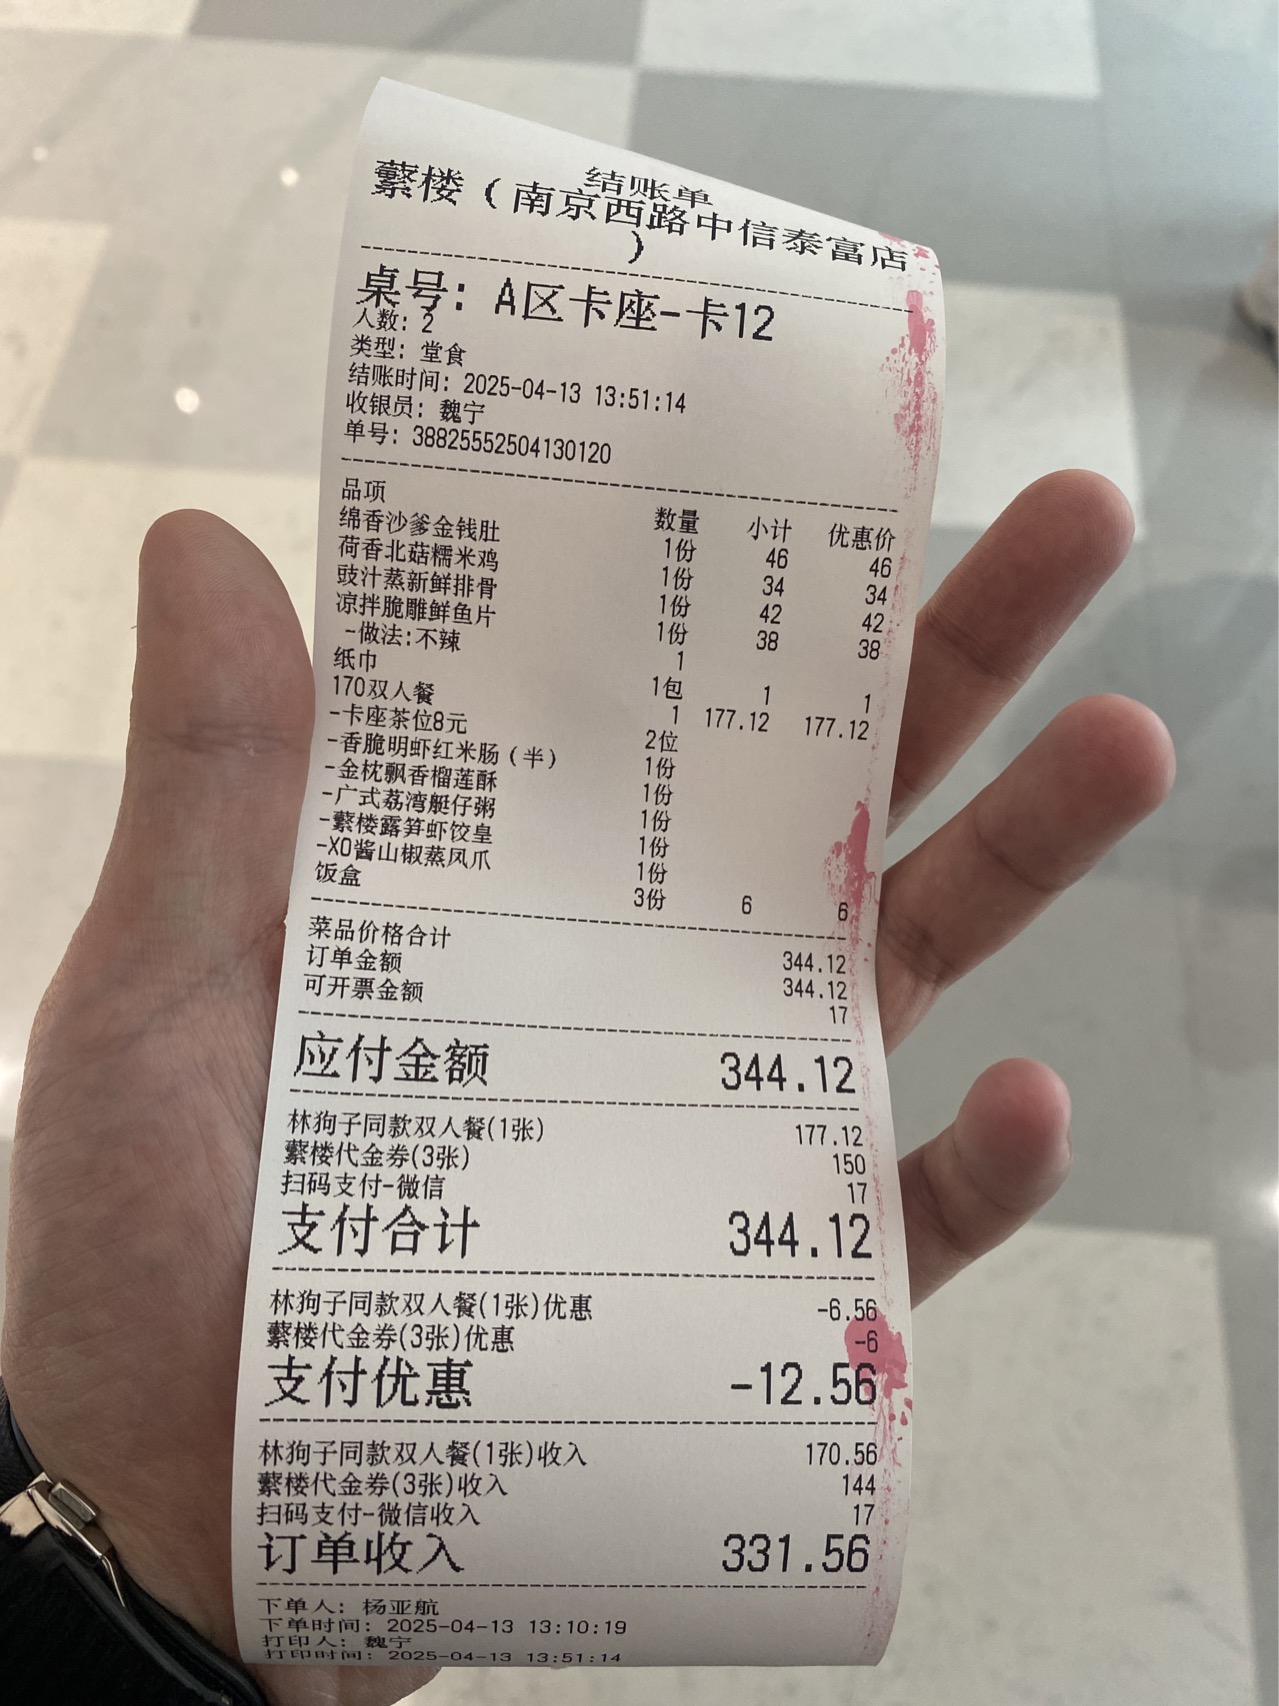 结账单
蘩楼（南京西路中信泰富店
）
桌号：A区卡座-卡12
人数：2
类型：堂食
结账时间：2025-04-13 13:51:14
收银员：魏宁
单号：38825552504130120
品项 数量 小计 优惠价
绵香沙爹金钱肚 1份 46 46
荷香北菇糯米鸡 1份 34 34
豉汁蒸新鲜排骨 1份 42 42
凉拌脆雕鲜鱼片 1份 38 38
-做法:不辣 1
纸巾 1包 1 1
170双人餐 1 177.12 177.12
-卡座茶位8元 2位
-香脆明虾红米肠（半） 1份
-金枕飘香榴莲酥 1份
-广式荔湾艇仔粥 1份
-蘩楼露笋虾饺皇 1份
-XO酱山椒蒸凤爪 1份
饭盒 3份 6 6
菜品价格合计 344.12
订单金额 344.12
可开票金额 17
应付金额 344.12
林狗子同款双人餐(1张) 177.12
蘩楼代金券(3张) 150
扫码支付-微信 17
支付合计 344.12
林狗子同款双人餐(1张)优惠 -6.56
蘩楼代金券(3张)优惠 -6
支付优惠 -12.56
林狗子同款双人餐(1张)收入 170.56
蘩楼代金券(3张)收入 144
扫码支付-微信收入 17
订单收入 331.56
下单人：杨亚航
下单时间：2025-04-13 13:10:19
打印人：魏宁
打印时间：2025-04-13 13:51:14